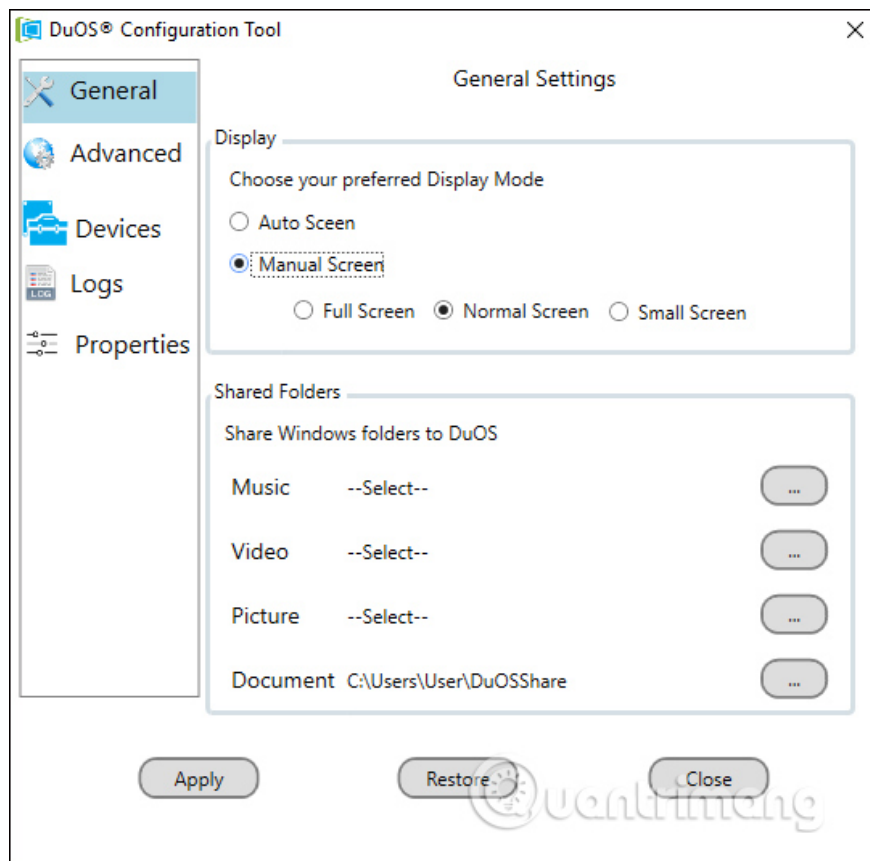 DuOS® Configuration Tool
General
Advanced
Devices
Logs
LOG
Properties
General Settings
Display
Choose your preferred Display Mode
Auto Sceen
Manual Screen
Full Screen Normal Screen Small Screen
Shared Folders
Share Windows folders to DuOS
Music --Select-- ...
Video --Select-- ...
Picture --Select-- ...
Document C:\Users\User\DuOSShare ...
Apply Restore Close
Quantrimang